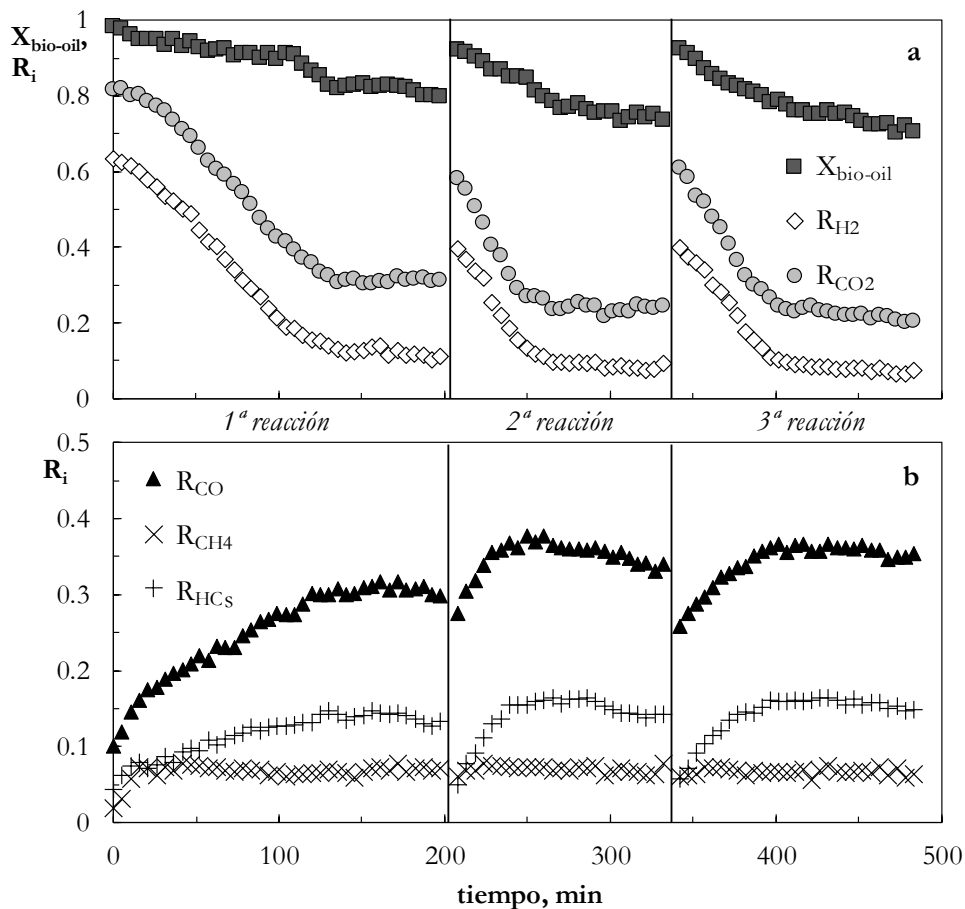 X_bio-oil,
R_i
1
0.8
0.6
0.4
0.2
0
a
X_bio-oil
R_H2
R_CO2
1ª reacción 2ª reacción 3ª reacción
R_i
0.5
0.4
0.3
0.2
0.1
0
b
R_CO
R_CH4
R_HCs
0 100 200 300 400 500
tiempo, min